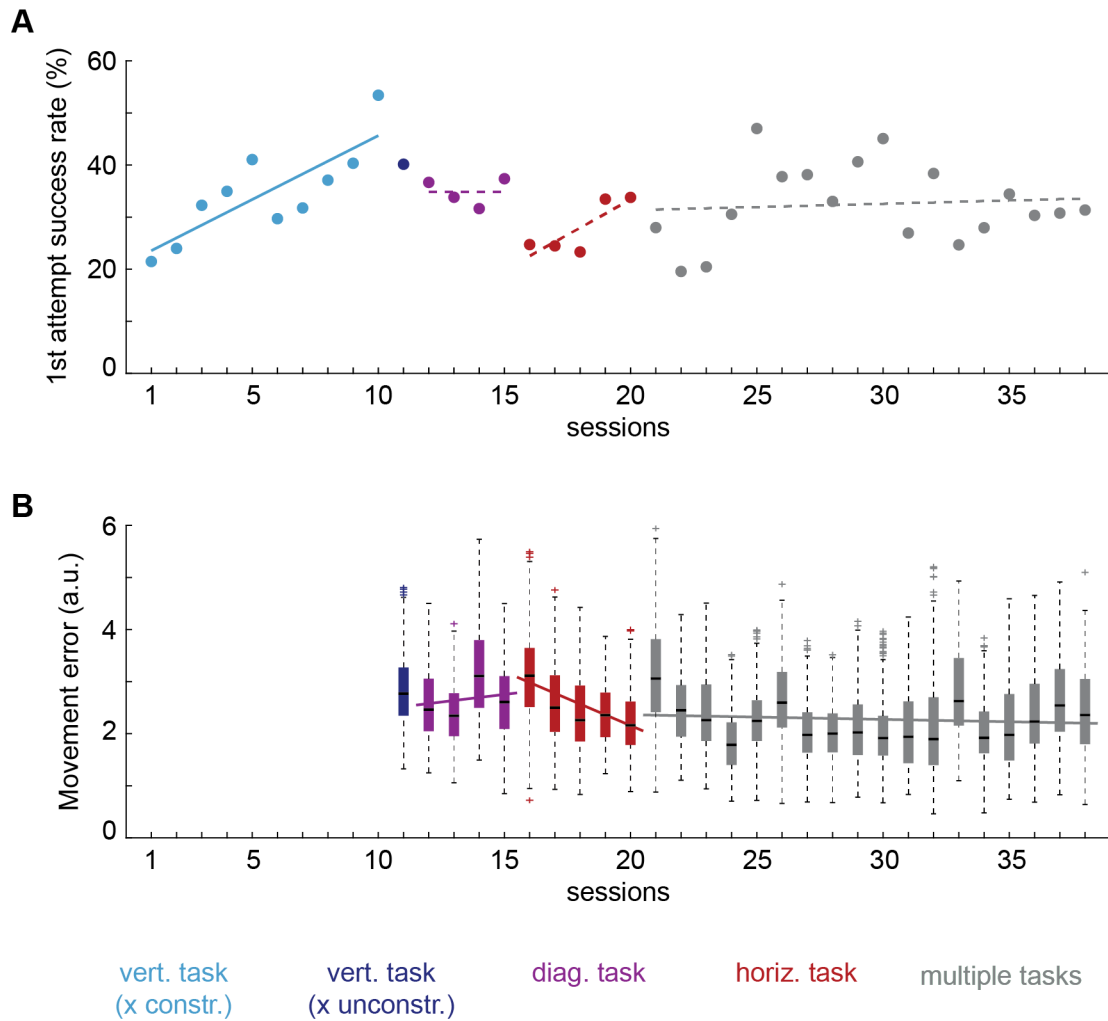 A
1st attempt success rate (%)
60
40
20
0
1 5 10 15 20 25 30 35
sessions
B
Movement error (a.u.)
6
4
2
0
1 5 10 15 20 25 30 35
sessions
vert. task
(x constr.)
vert. task
(x unconstr.)
diag. task
horiz. task
multiple tasks